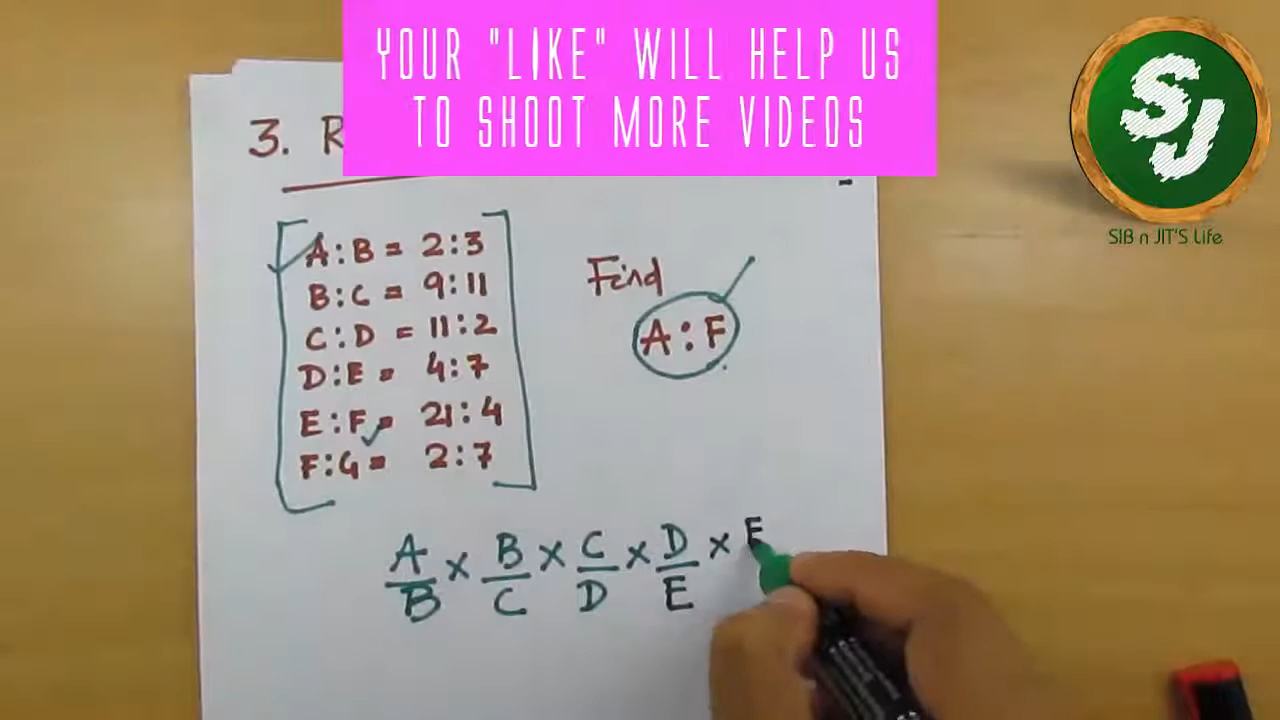 YOUR "LIKE" WILL HELP US
TO SHOOT MORE VIDEOS
SJ
SIB n JIT'S Life
3. R
A:B = 2:3
B:C = 9:11
C:D = 11:2
D:E = 4:7
E:F = 21:4
F:G = 2:7
Find
A:F
A/B × B/C × C/D × D/E × E